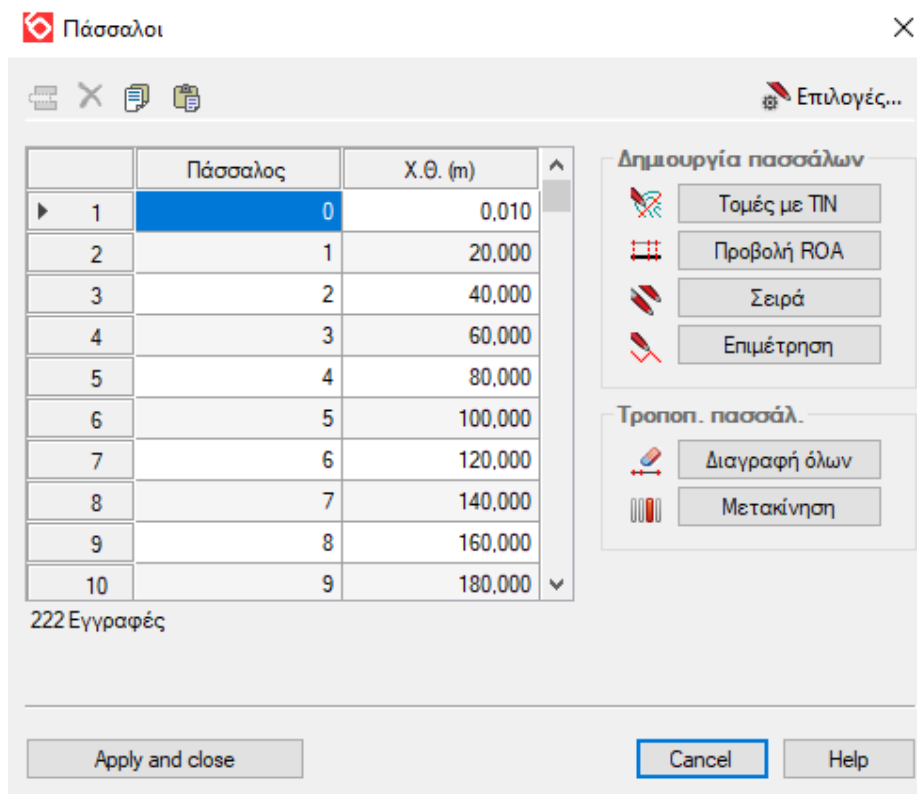 Πάσσαλοι
Επιλογές...
Πάσσαλος Χ.Θ. (m)
1 0 0,010
2 1 20,000
3 2 40,000
4 3 60,000
5 4 80,000
6 5 100,000
7 6 120,000
8 7 140,000
9 8 160,000
10 9 180,000
222 Εγγραφές
Δημιουργία πασσάλων
Τομές με TIN
Προβολή ROA
Σειρά
Επιμέτρηση
Τροποπ. πασσάλ.
Διαγραφή όλων
Μετακίνηση
Apply and close Cancel Help